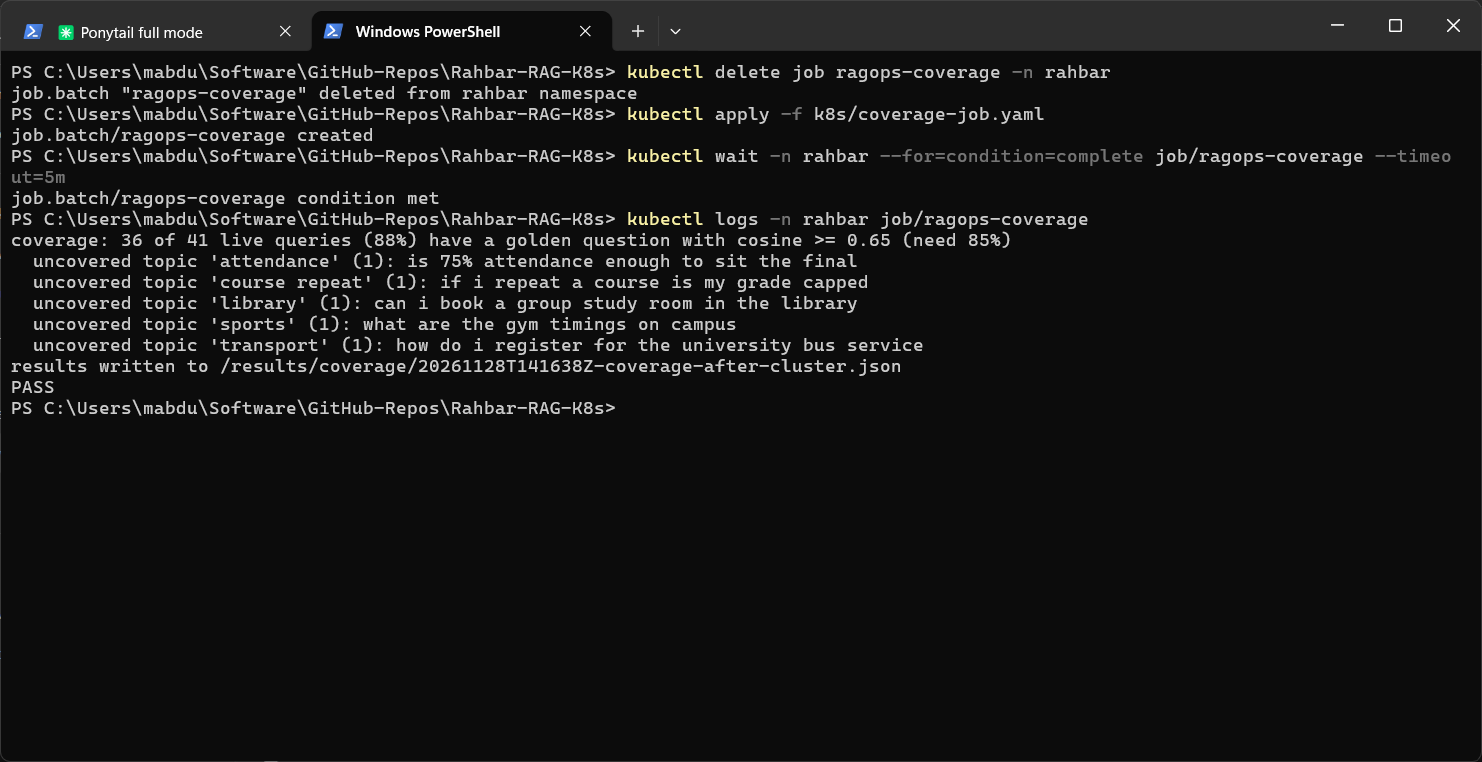 Ponytail full mode
Windows PowerShell
PS C:\Users\mabdu\Software\GitHub-Repos\Rahbar-RAG-K8s> kubectl delete job ragops-coverage -n rahbar
job.batch "ragops-coverage" deleted from rahbar namespace
PS C:\Users\mabdu\Software\GitHub-Repos\Rahbar-RAG-K8s> kubectl apply -f k8s/coverage-job.yaml
job.batch/ragops-coverage created
PS C:\Users\mabdu\Software\GitHub-Repos\Rahbar-RAG-K8s> kubectl wait -n rahbar --for=condition=complete job/ragops-coverage --timeo
ut=5m
job.batch/ragops-coverage condition met
PS C:\Users\mabdu\Software\GitHub-Repos\Rahbar-RAG-K8s> kubectl logs -n rahbar job/ragops-coverage
coverage: 36 of 41 live queries (88%) have a golden question with cosine >= 0.65 (need 85%)
  uncovered topic 'attendance' (1): is 75% attendance enough to sit the final
  uncovered topic 'course repeat' (1): if i repeat a course is my grade capped
  uncovered topic 'library' (1): can i book a group study room in the library
  uncovered topic 'sports' (1): what are the gym timings on campus
  uncovered topic 'transport' (1): how do i register for the university bus service
results written to /results/coverage/20261128T141638Z-coverage-after-cluster.json
PASS
PS C:\Users\mabdu\Software\GitHub-Repos\Rahbar-RAG-K8s>